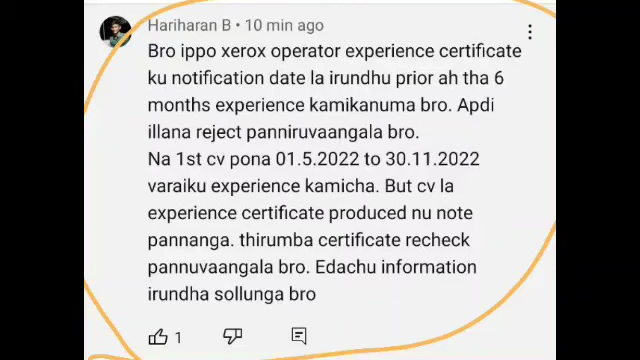 Hariharan B • 10 min ago
Bro ippo xerox operator experience certificate
ku notification date la irundhu prior ah tha 6
months experience kamikanuma bro. Apdi
illana reject panniruvaangala bro.
Na 1st cv pona 01.5.2022 to 30.11.2022
varaiku experience kamicha. But cv la
experience certificate produced nu note
pannanga. thirumba certificate recheck
pannuvaangala bro. Edachu information
irundha sollunga bro
1